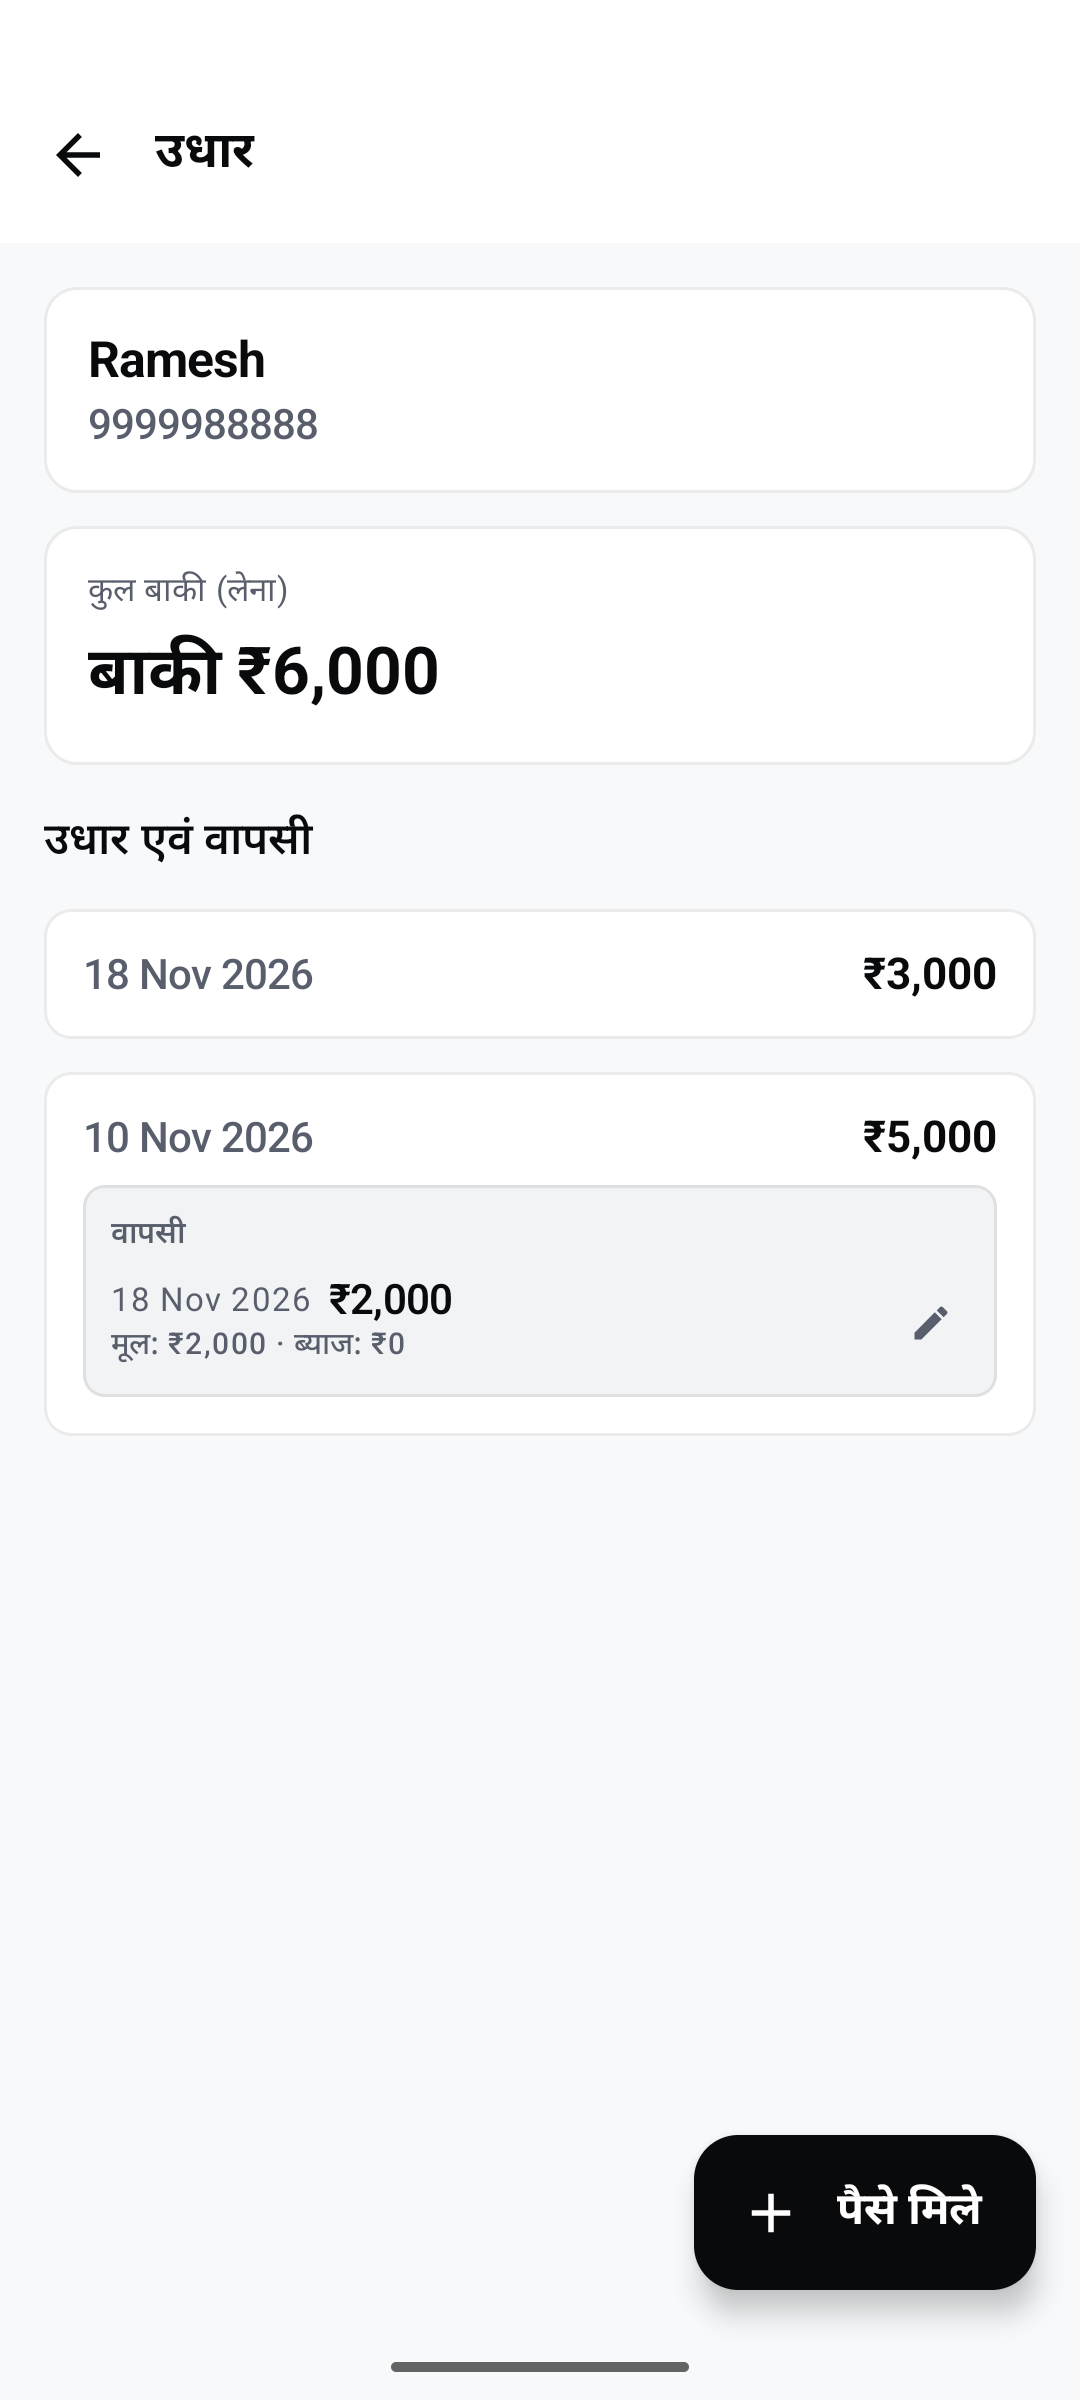 उधार
Ramesh
9999988888
कुल बाकी (लेना)
बाकी ₹6,000
उधार एवं वापसी
18 Nov 2026 ₹3,000
10 Nov 2026 ₹5,000
वापसी
18 Nov 2026 ₹2,000
मूल: ₹2,000 · ब्याज: ₹0
पैसे मिले